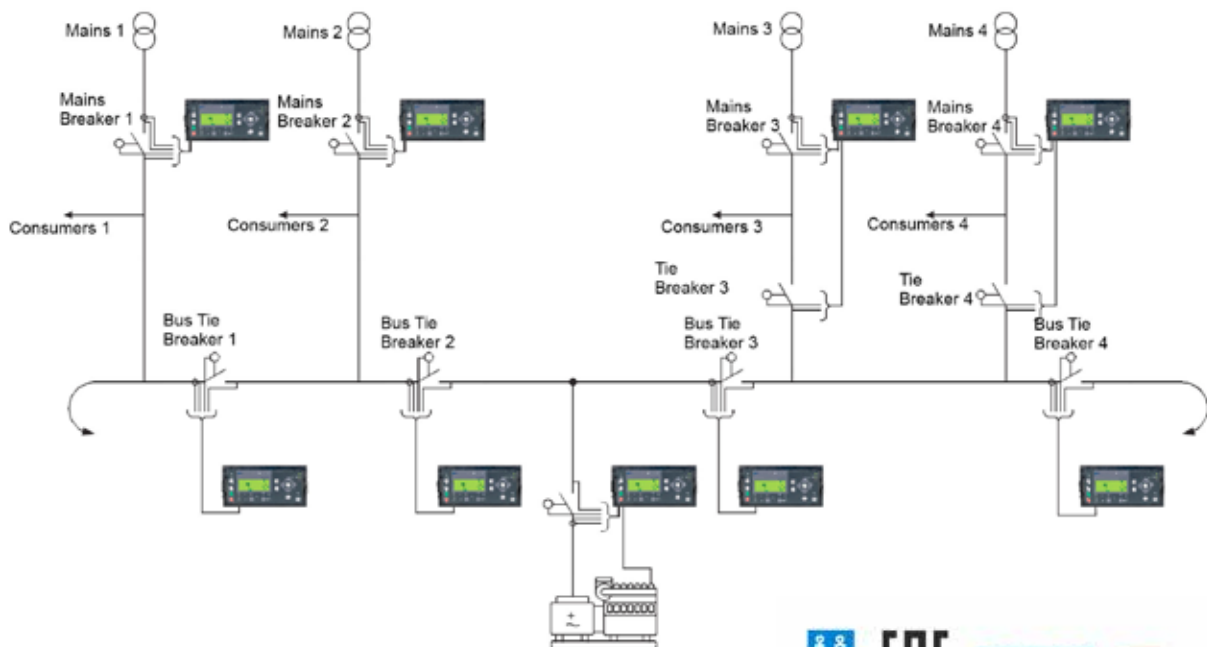 Mains 1
Mains 2
Mains 3
Mains 4
Mains
Breaker 1
Mains
Breaker 2
Mains
Breaker 3
Mains
Breaker 4
Consumers 1
Consumers 2
Consumers 3
Consumers 4
Tie
Breaker 3
Tie
Breaker 4
Bus Tie
Breaker 1
Bus Tie
Breaker 2
Bus Tie
Breaker 3
Bus Tie
Breaker 4